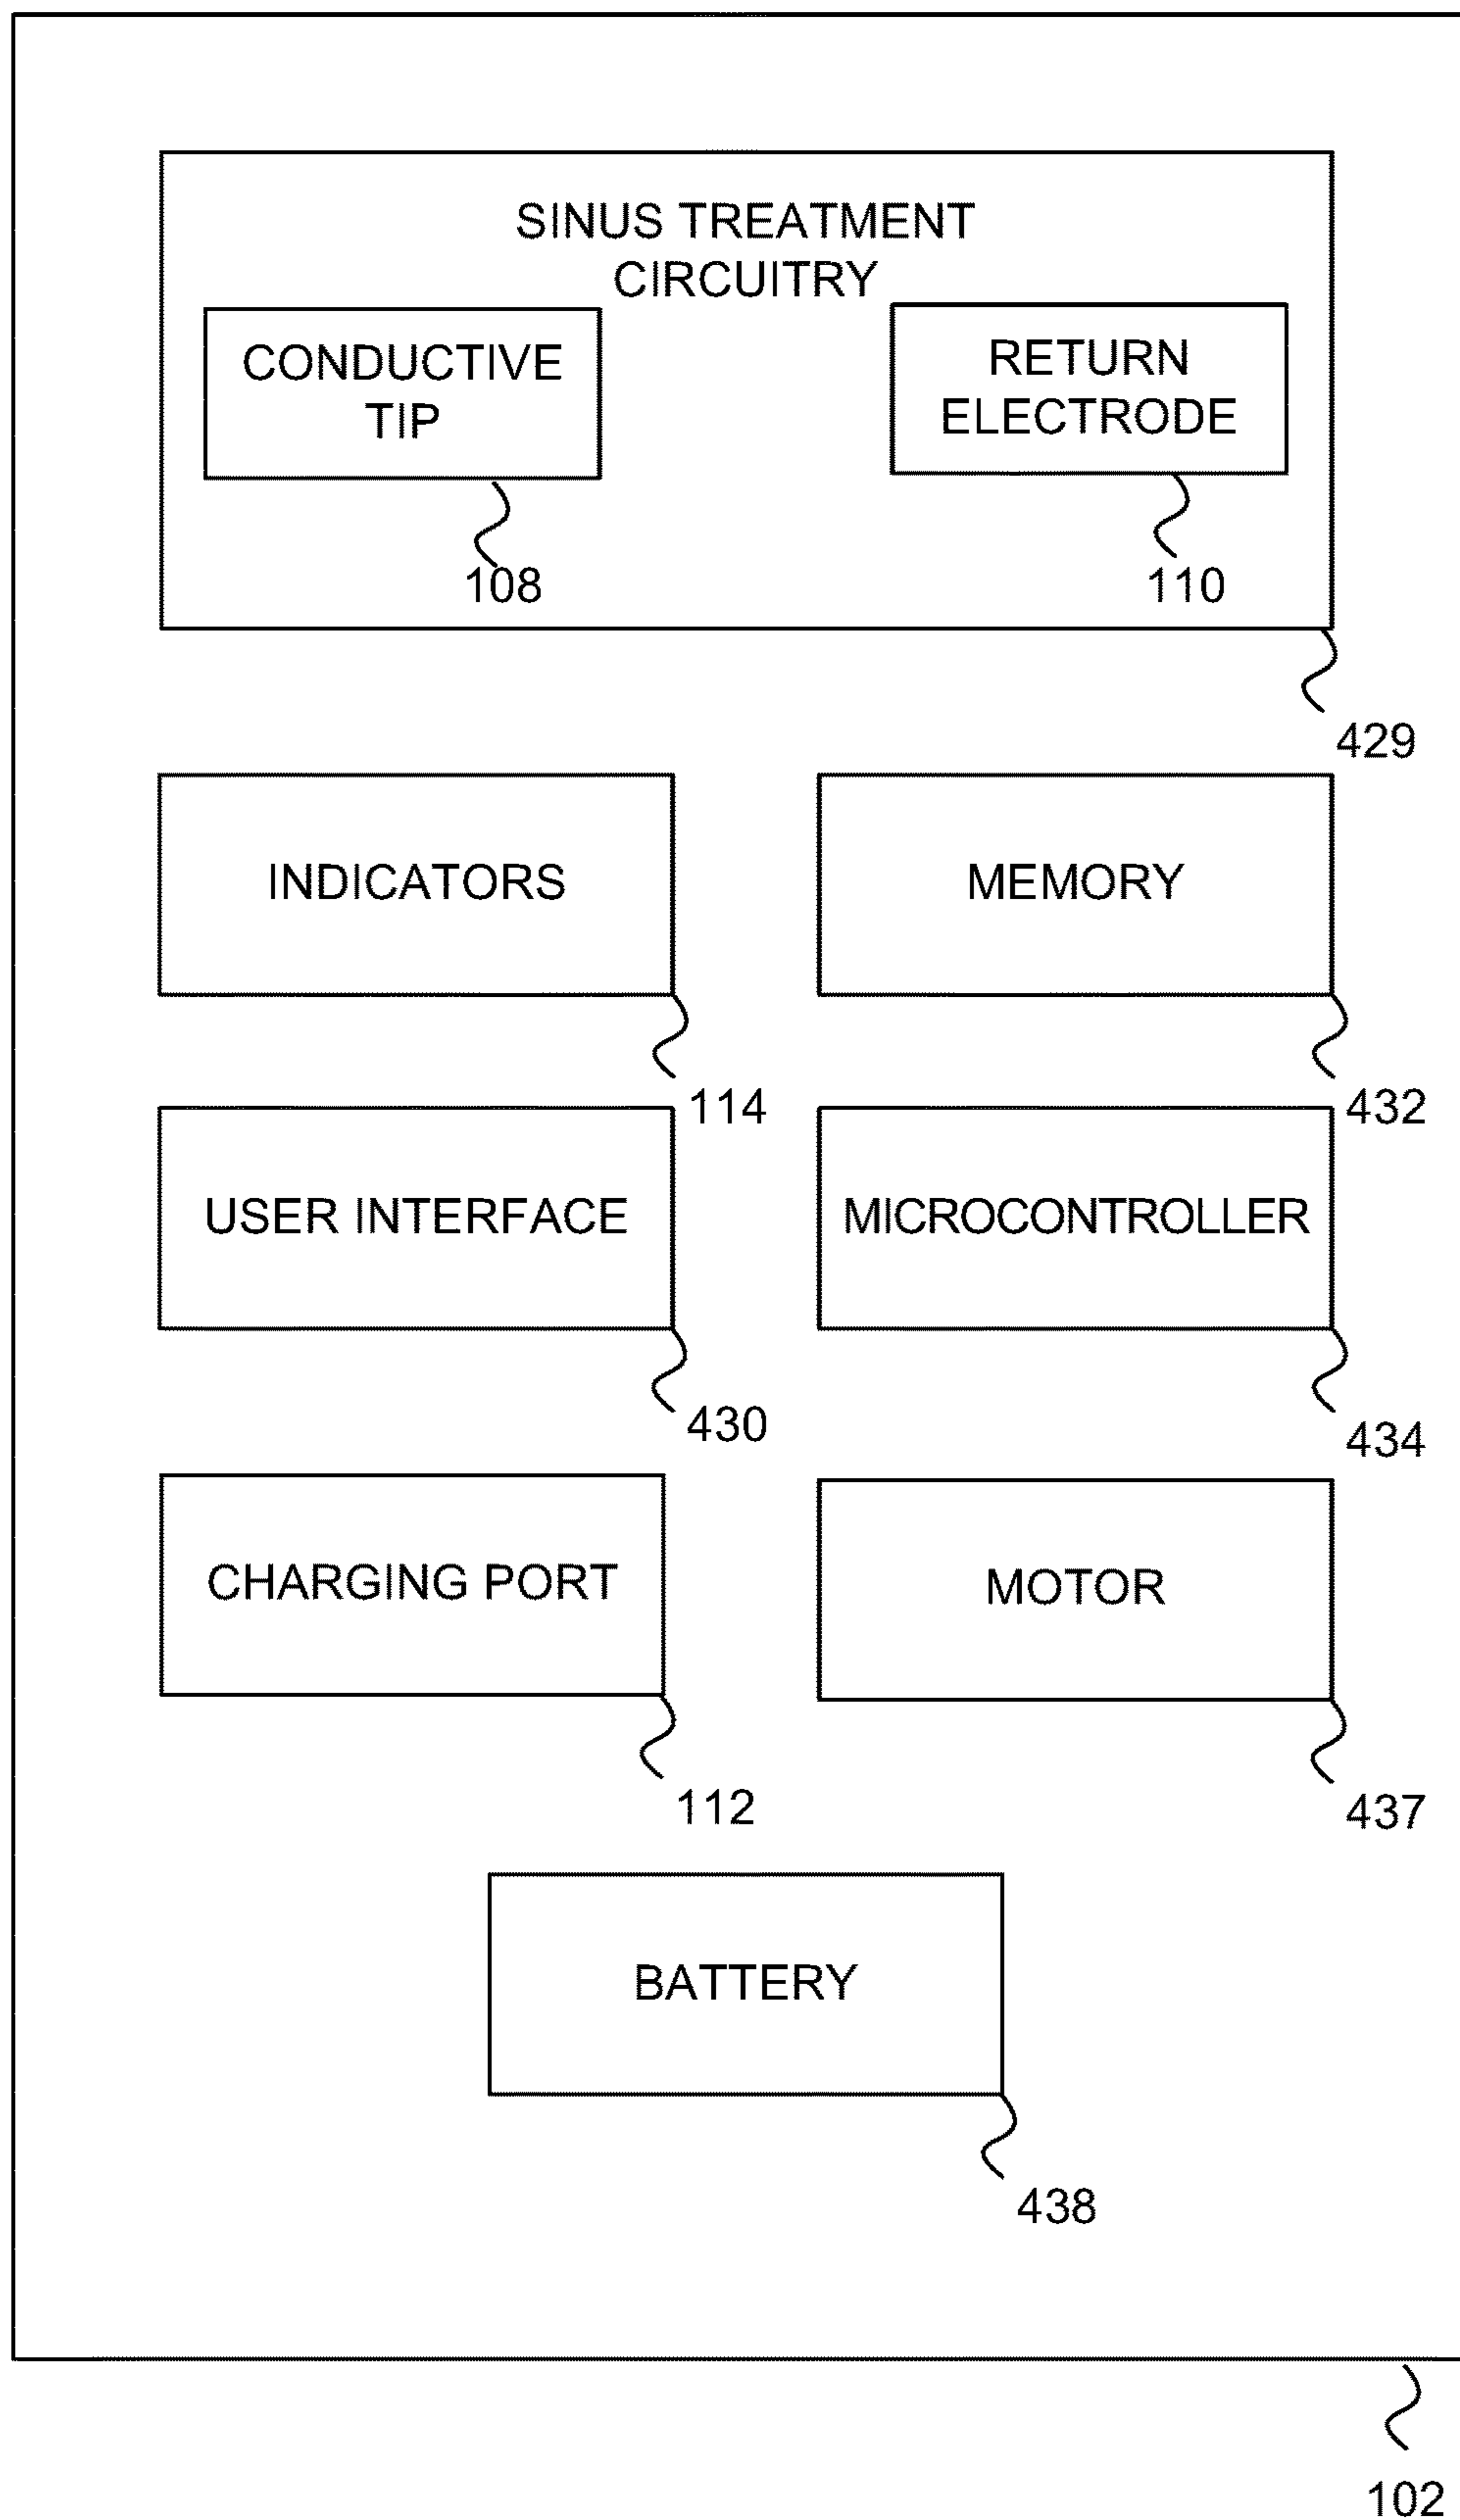 SINUS TREATMENT
CIRCUITRY
CONDUCTIVE
TIP
RETURN
ELECTRODE
108
110
429
INDICATORS
MEMORY
114
432
USER INTERFACE
MICROCONTROLLER
430
434
CHARGING PORT
MOTOR
112
437
BATTERY
438
102